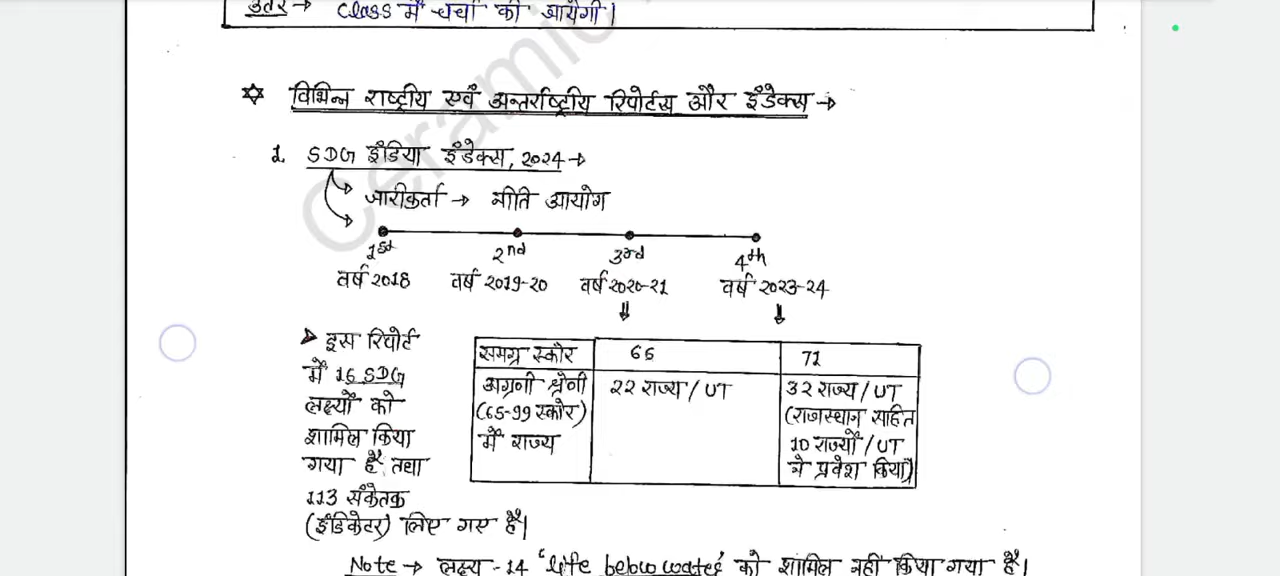 उत्तर → class में चर्चा की जायेगी।
विभिन्न राष्ट्रीय एवं अन्तर्राष्ट्रीय रिपोर्टस और इंडेक्स →
1. SDG इंडिया इंडेक्स, 2024 →
जारीकर्ता → नीति आयोग
1st 2nd 3rd 4th
वर्ष 2018 वर्ष 2019-20 वर्ष 2020-21 वर्ष 2023-24
इस रिपोर्ट
में 16 SDG
लक्ष्यों को
शामिल किया
गया है तथा
113 संकेतक
(इंडिकेटर) लिए गए हैं।
समग्र स्कोर 66 71
अग्रणी श्रेणी 22 राज्य / UT 32 राज्य / UT
(65-99 स्कोर) (राजस्थान सहित
में राज्य 10 राज्यों / UT
ने प्रवेश किया)
Note → लक्ष्य -14 'life below water' को शामिल नहीं किया गया है।
Ceramic